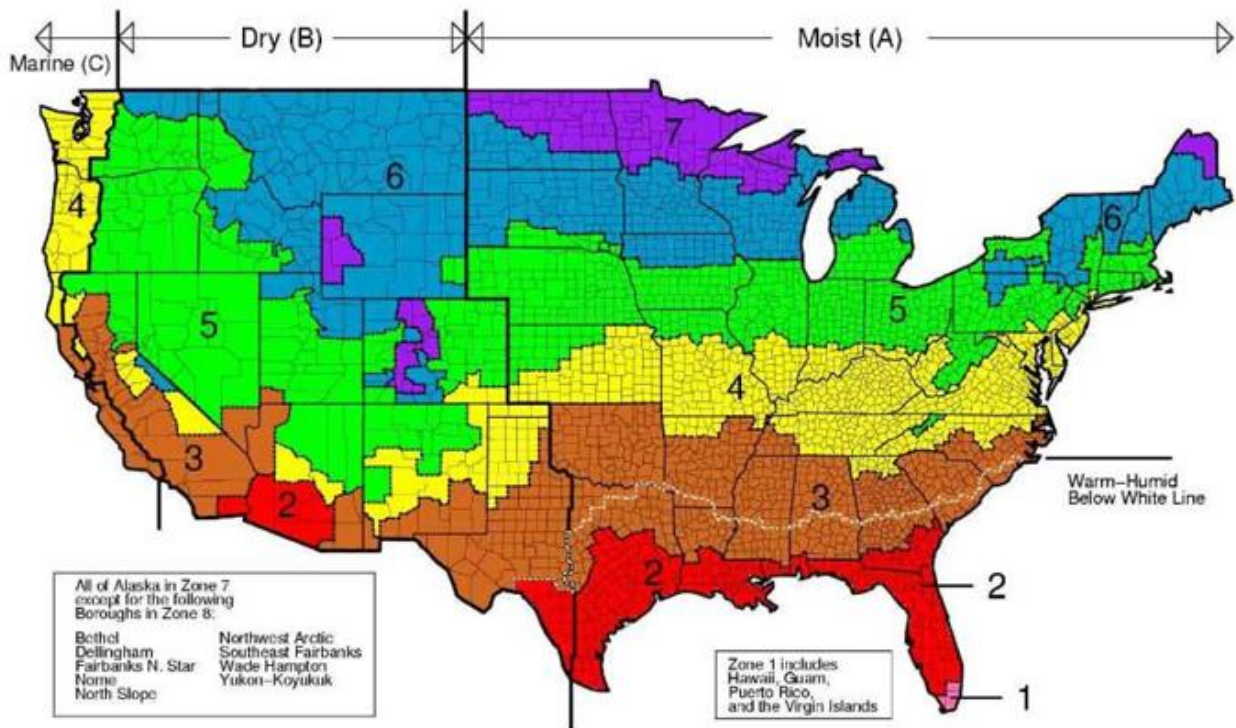 Marine (C)
Dry (B)
Moist (A)
7
6
4
6
5
5
4
3
3
Warm-Humid
Below White Line
2
2
2
1
All of Alaska in Zone 7
except for the following
Boroughs in Zone 8:
Bethel
Dellingham
Fairbanks N. Star
Nome
North Slope
Northwest Arctic
Southeast Fairbanks
Wade Hampton
Yukon-Koyukuk
Zone 1 includes
Hawaii, Guam,
Puerto Rico,
and the Virgin Islands